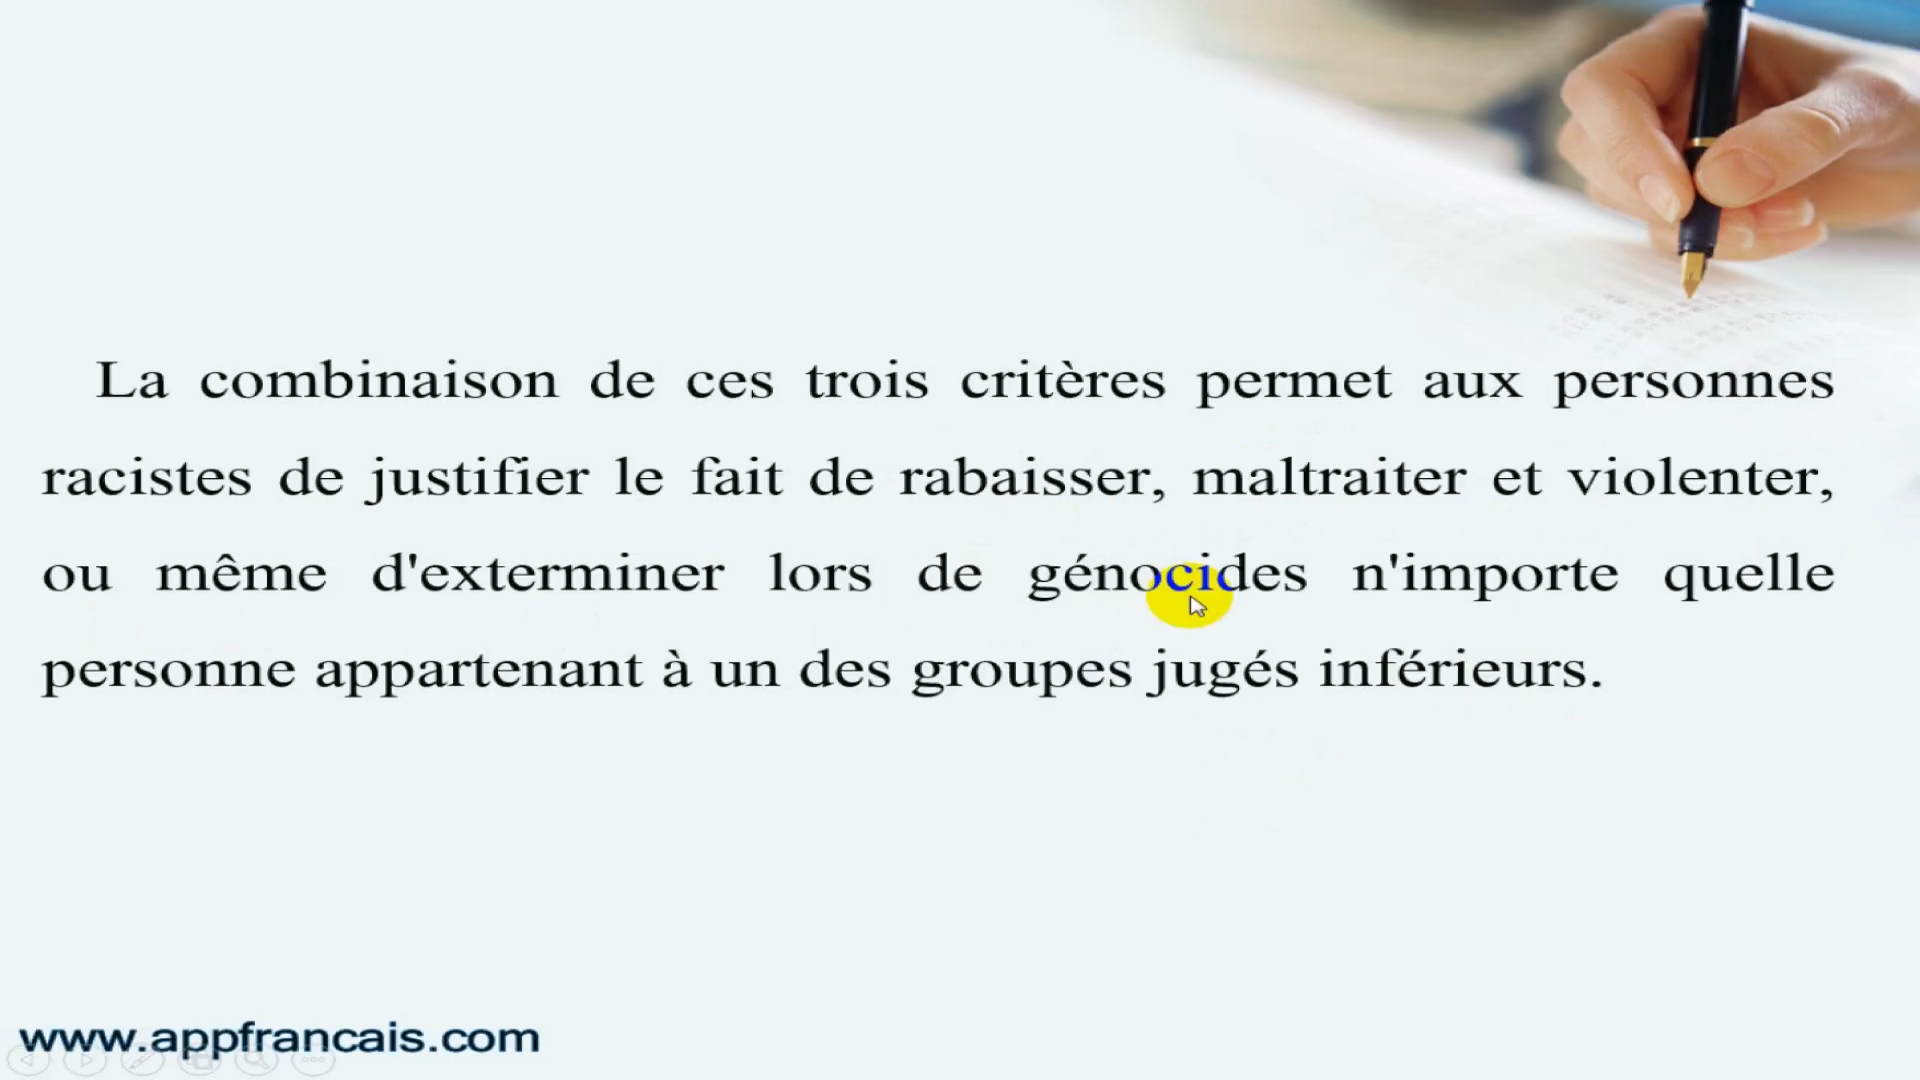 La combinaison de ces trois critères permet aux personnes
racistes de justifier le fait de rabaisser, maltraiter et violenter,
ou même d'exterminer lors de génocides n'importe quelle
personne appartenant à un des groupes jugés inférieurs.
www.appfrancais.com